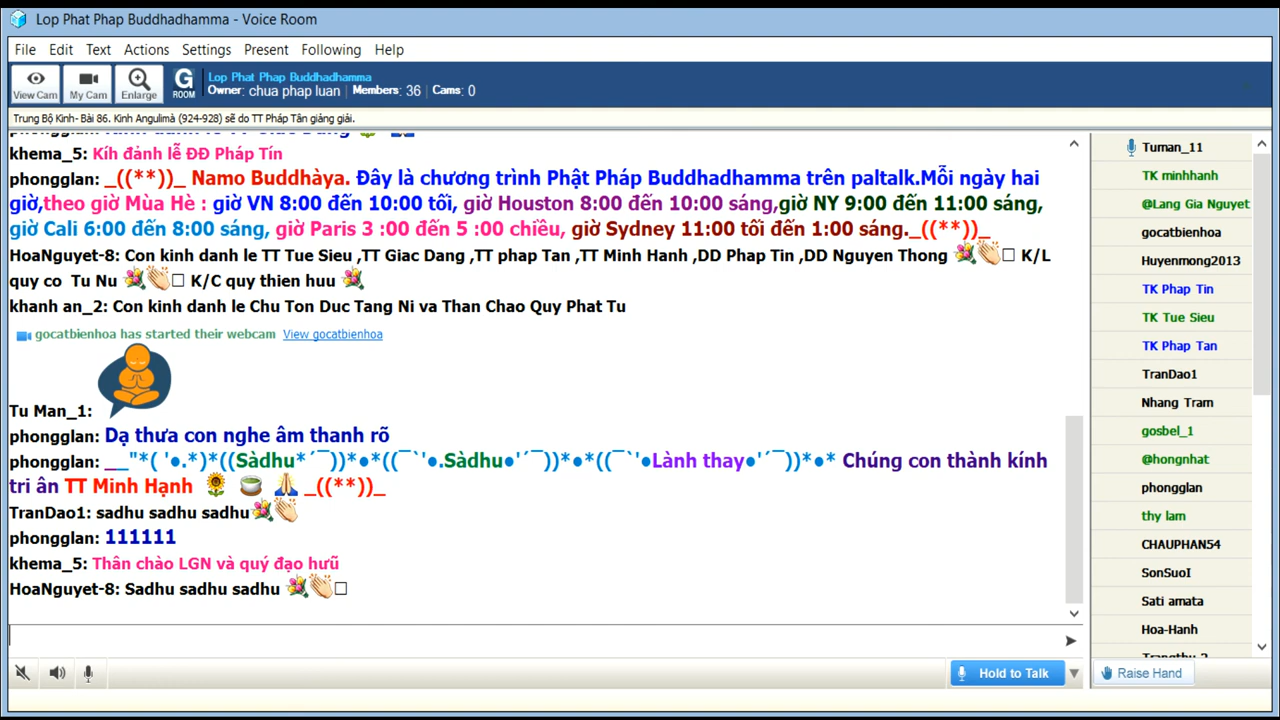 Lop Phat Phap Buddhadhamma - Voice Room
File Edit Text Actions Settings Present Following Help
View Cam My Cam Enlarge G ROOM
Lop Phat Phap Buddhadhamma
Owner: chua phap luan | Members: 36 | Cams: 0
Trung Bộ Kinh- Bài 86. Kinh Angulimà (924-928) sẽ do TT Pháp Tân giảng giải.
khema_5: Kíh đảnh lễ ĐĐ Pháp Tín
phongglan: _((**))_ Namo Buddhàya. Đây là chương trình Phật Pháp Buddhadhamma trên paltalk.Mỗi ngày hai
giờ,theo giờ Mùa Hè : giờ VN 8:00 đến 10:00 tối, giờ Houston 8:00 đến 10:00 sáng,giờ NY 9:00 đến 11:00 sáng,
giờ Cali 6:00 đến 8:00 sáng, giờ Paris 3 :00 đến 5 :00 chiều, giờ Sydney 11:00 tối đến 1:00 sáng._((**))_
HoaNguyet-8: Con kinh danh le TT Tue Sieu ,TT Giac Dang ,TT phap Tan ,TT Minh Hanh ,DD Phap Tin ,DD Nguyen Thong 💐👏□ K/L
quy co Tu Nu 💐👏□ K/C quy thien huu 💐
khanh an_2: Con kinh danh le Chu Ton Duc Tang Ni va Than Chao Quy Phat Tu
gocatbienhoa has started their webcam View gocatbienhoa
Tu Man_1:
phongglan: Dạ thưa con nghe âm thanh rõ
phongglan: __"*( '●.*)*((Sàdhu*´¯))*●*((¯`'●.Sàdhu●'´¯))*●*((¯`'●Lành thay●'´¯))*●* Chúng con thành kính
tri ân TT Minh Hạnh 🌻 🍵 🙏 _((**))_
TranDao1: sadhu sadhu sadhu💐👏
phongglan: 111111
khema_5: Thân chào LGN và quý đạo hưũ
HoaNguyet-8: Sadhu sadhu sadhu 💐👏□
Hold to Talk
Tuman_11
TK minhhanh
@Lang Gia Nguyet
gocatbienhoa
Huyenmong2013
TK Phap Tin
TK Tue Sieu
TK Phap Tan
TranDao1
Nhang Tram
gosbel_1
@hongnhat
phongglan
thy lam
CHAUPHAN54
SonSuoI
Sati amata
Hoa-Hanh
Trangthu 2
Raise Hand